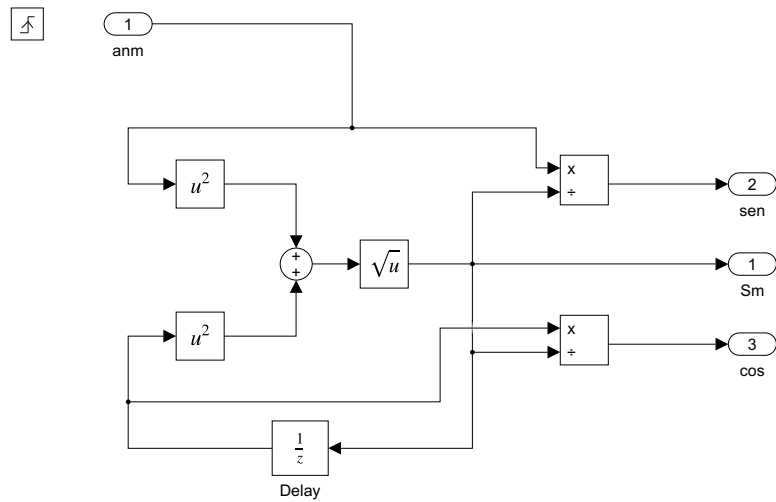 1
anm
u²
x
÷
2
sen
+
+
√u
1
Sm
u²
x
÷
3
cos
1
z
Delay